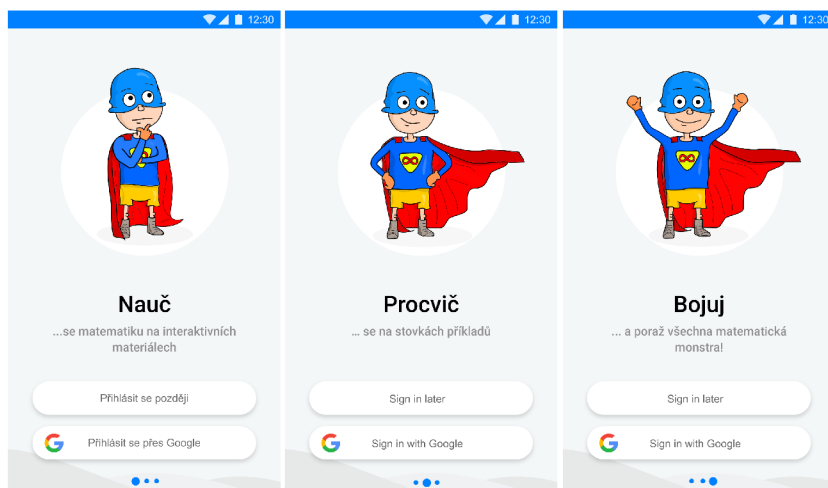 12:30
Nauč
...se matematiku na interaktivních
materiálech
Přihlásit se později
Přihlásit se přes Google
12:30
Procvič
... se na stovkách příkladů
Sign in later
Sign in with Google
12:30
Bojuj
... a poraž všechna matematická
monstra!
Sign in later
Sign in with Google